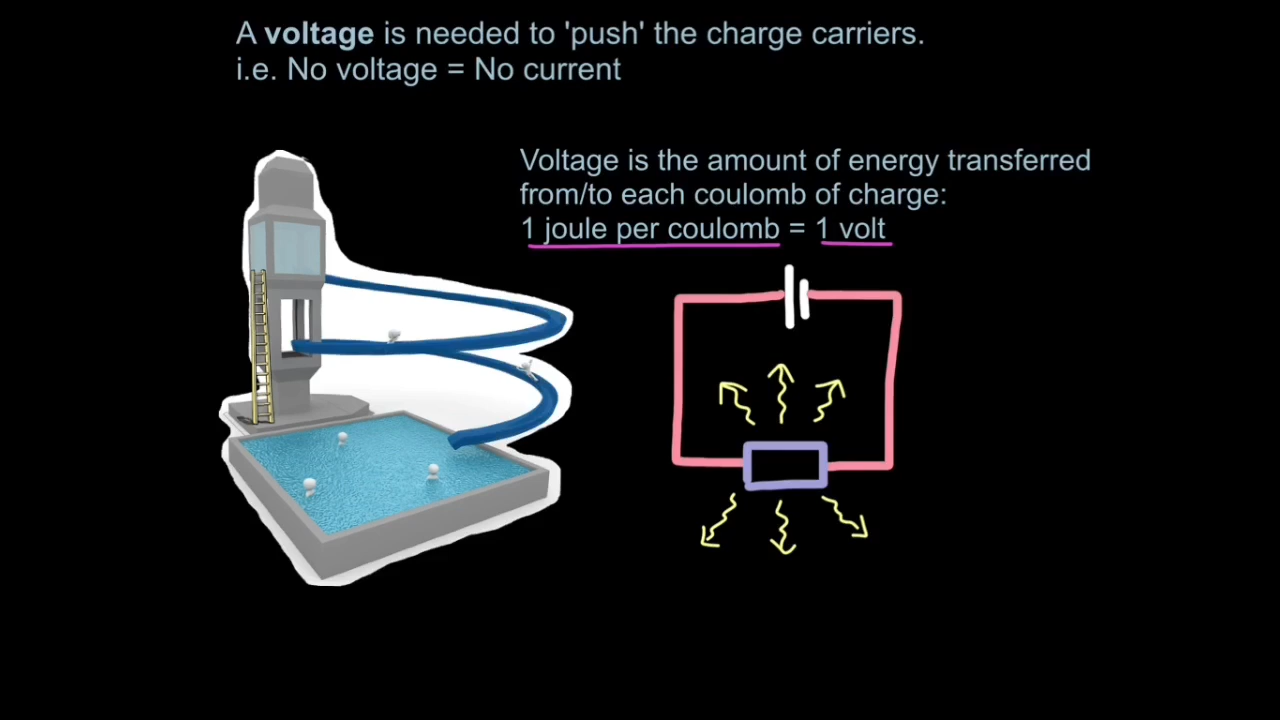 A voltage is needed to 'push' the charge carriers.
i.e. No voltage = No current
Voltage is the amount of energy transferred
from/to each coulomb of charge:
1 joule per coulomb = 1 volt